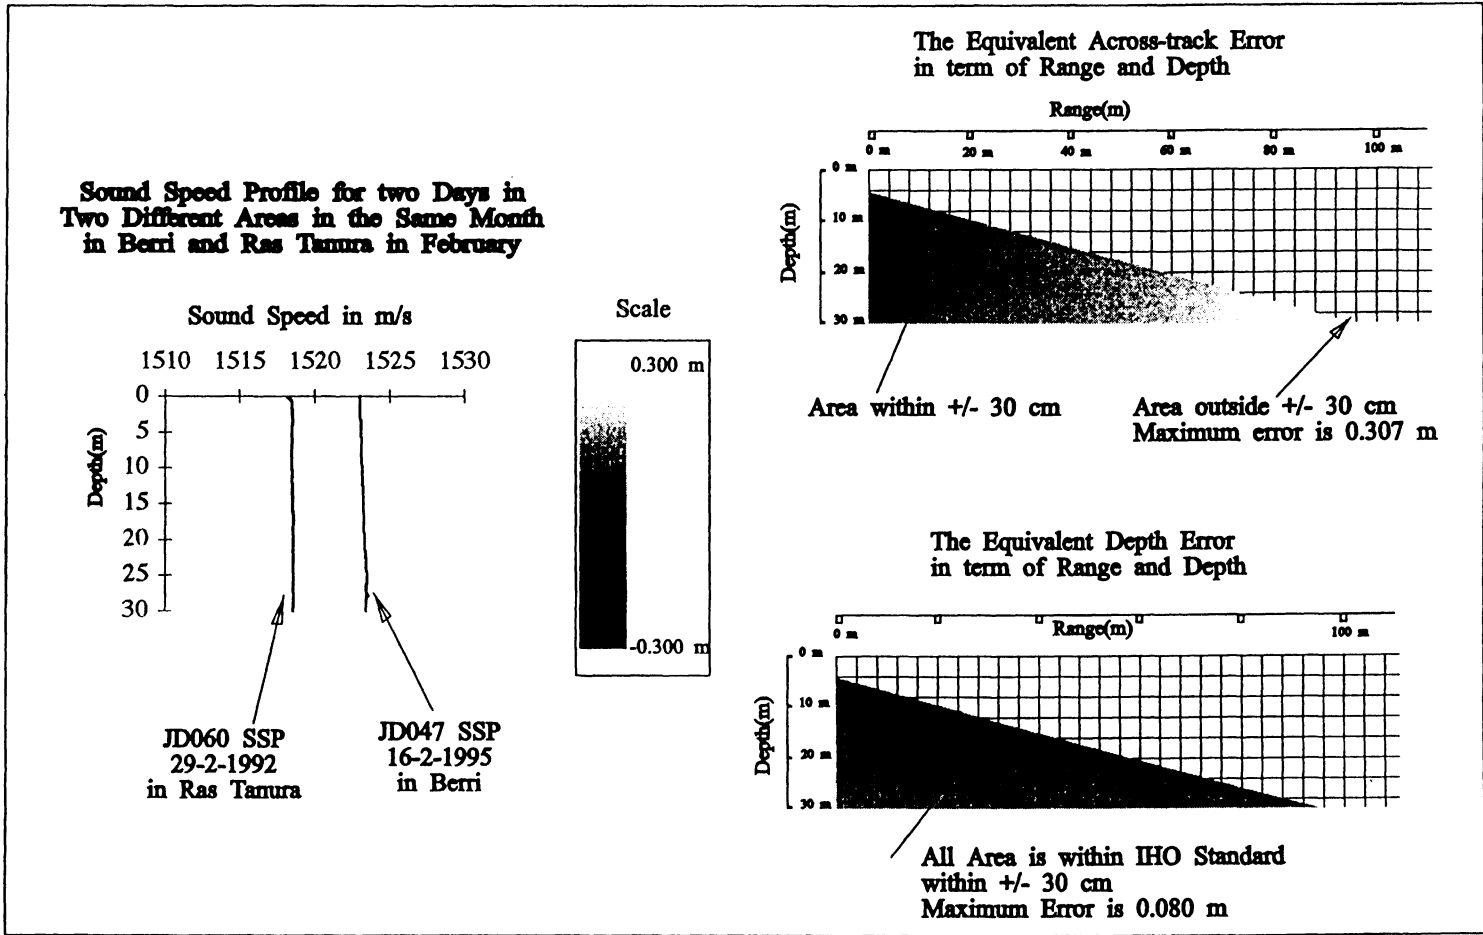 Sound Speed Profile for two Days in
Two Different Areas in the Same Month
in Berri and Ras Tanura in February
Sound Speed in m/s
1510 1515 1520 1525 1530
Depth(m)
0
5
10
15
20
25
30
JD060 SSP
29-2-1992
in Ras Tanura
JD047 SSP
16-2-1995
in Berri
Scale
0.300 m
-0.300 m
The Equivalent Across-track Error
in term of Range and Depth
Range(m)
0 m 20 m 40 m 60 m 80 m 100 m
Depth(m)
0 m
10 m
20 m
30 m
Area within +/- 30 cm
Area outside +/- 30 cm
Maximum error is 0.307 m
The Equivalent Depth Error
in term of Range and Depth
Range(m)
0 m 100 m
Depth(m)
0 m
10 m
20 m
30 m
All Area is within IHO Standard
within +/- 30 cm
Maximum Error is 0.080 m